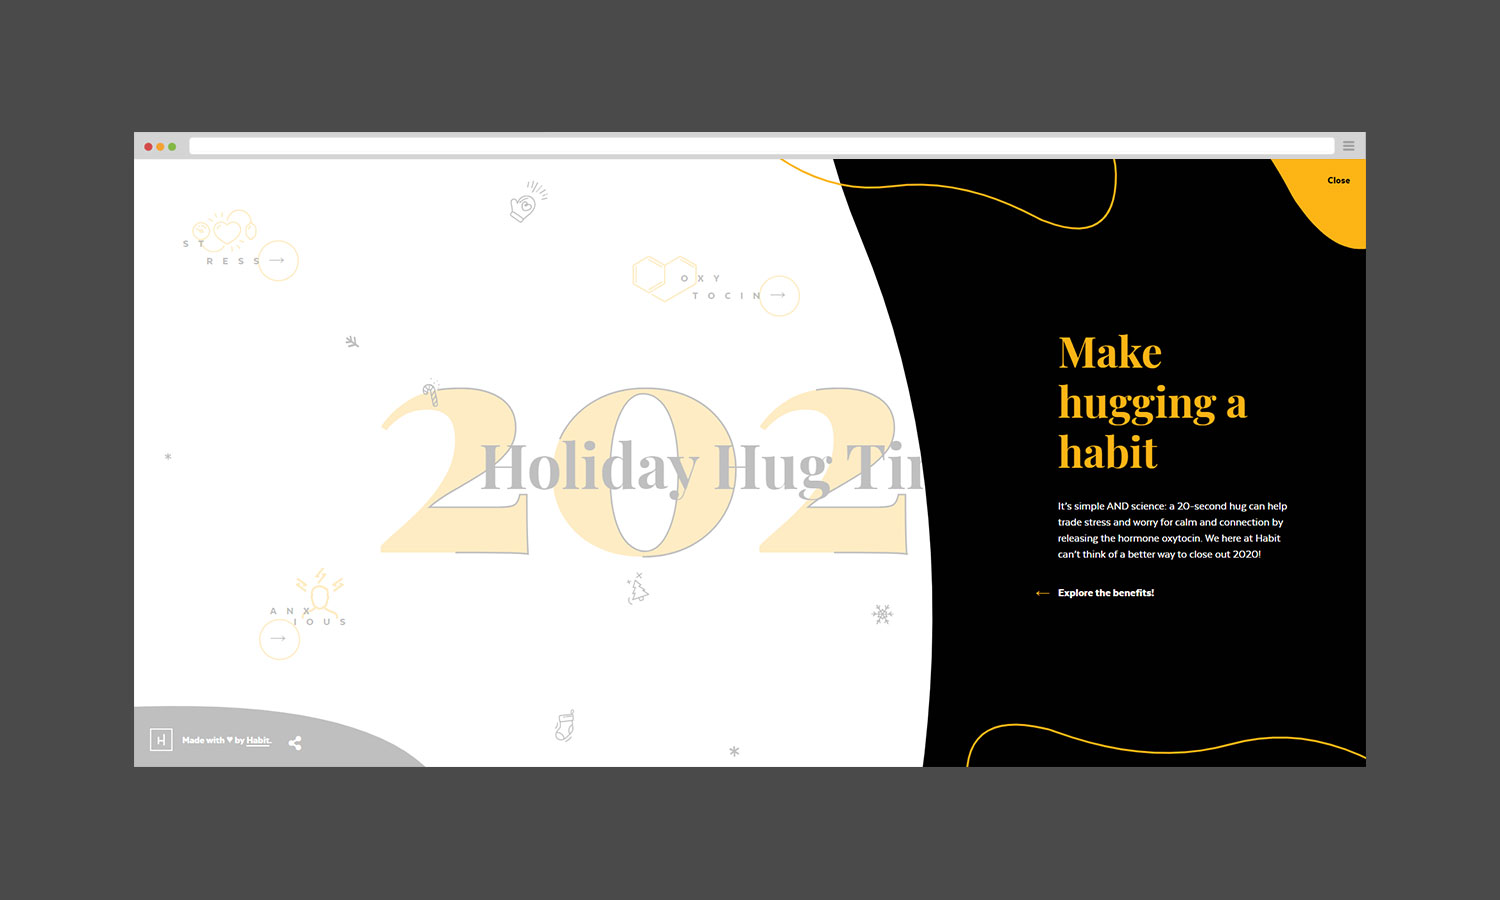 ST
RESS
OXY
TOCIN
202
Holiday Hug Ti
ANX
IOUS
Made with ♥ by Habit.
Close
Make
hugging a
habit
It's simple AND science: a 20-second hug can help
trade stress and worry for calm and connection by
releasing the hormone oxytocin. We here at Habit
can't think of a better way to close out 2020!
← Explore the benefits!